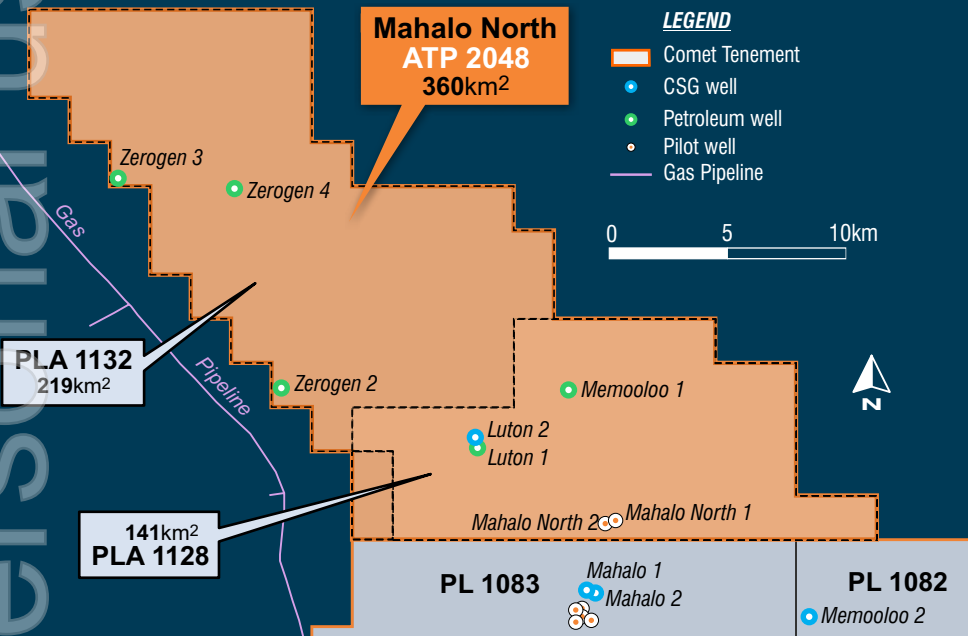 Mahalo North
ATP 2048
360km²
LEGEND
Comet Tenement
CSG well
Petroleum well
Pilot well
Gas Pipeline
0 5 10km
N
Zerogen 3
Zerogen 4
Gas
Pipeline
PLA 1132
219km²
Zerogen 2
Memooloo 1
Luton 2
Luton 1
Mahalo North 2
Mahalo North 1
141km²
PLA 1128
PL 1083
Mahalo 1
Mahalo 2
PL 1082
Memooloo 2